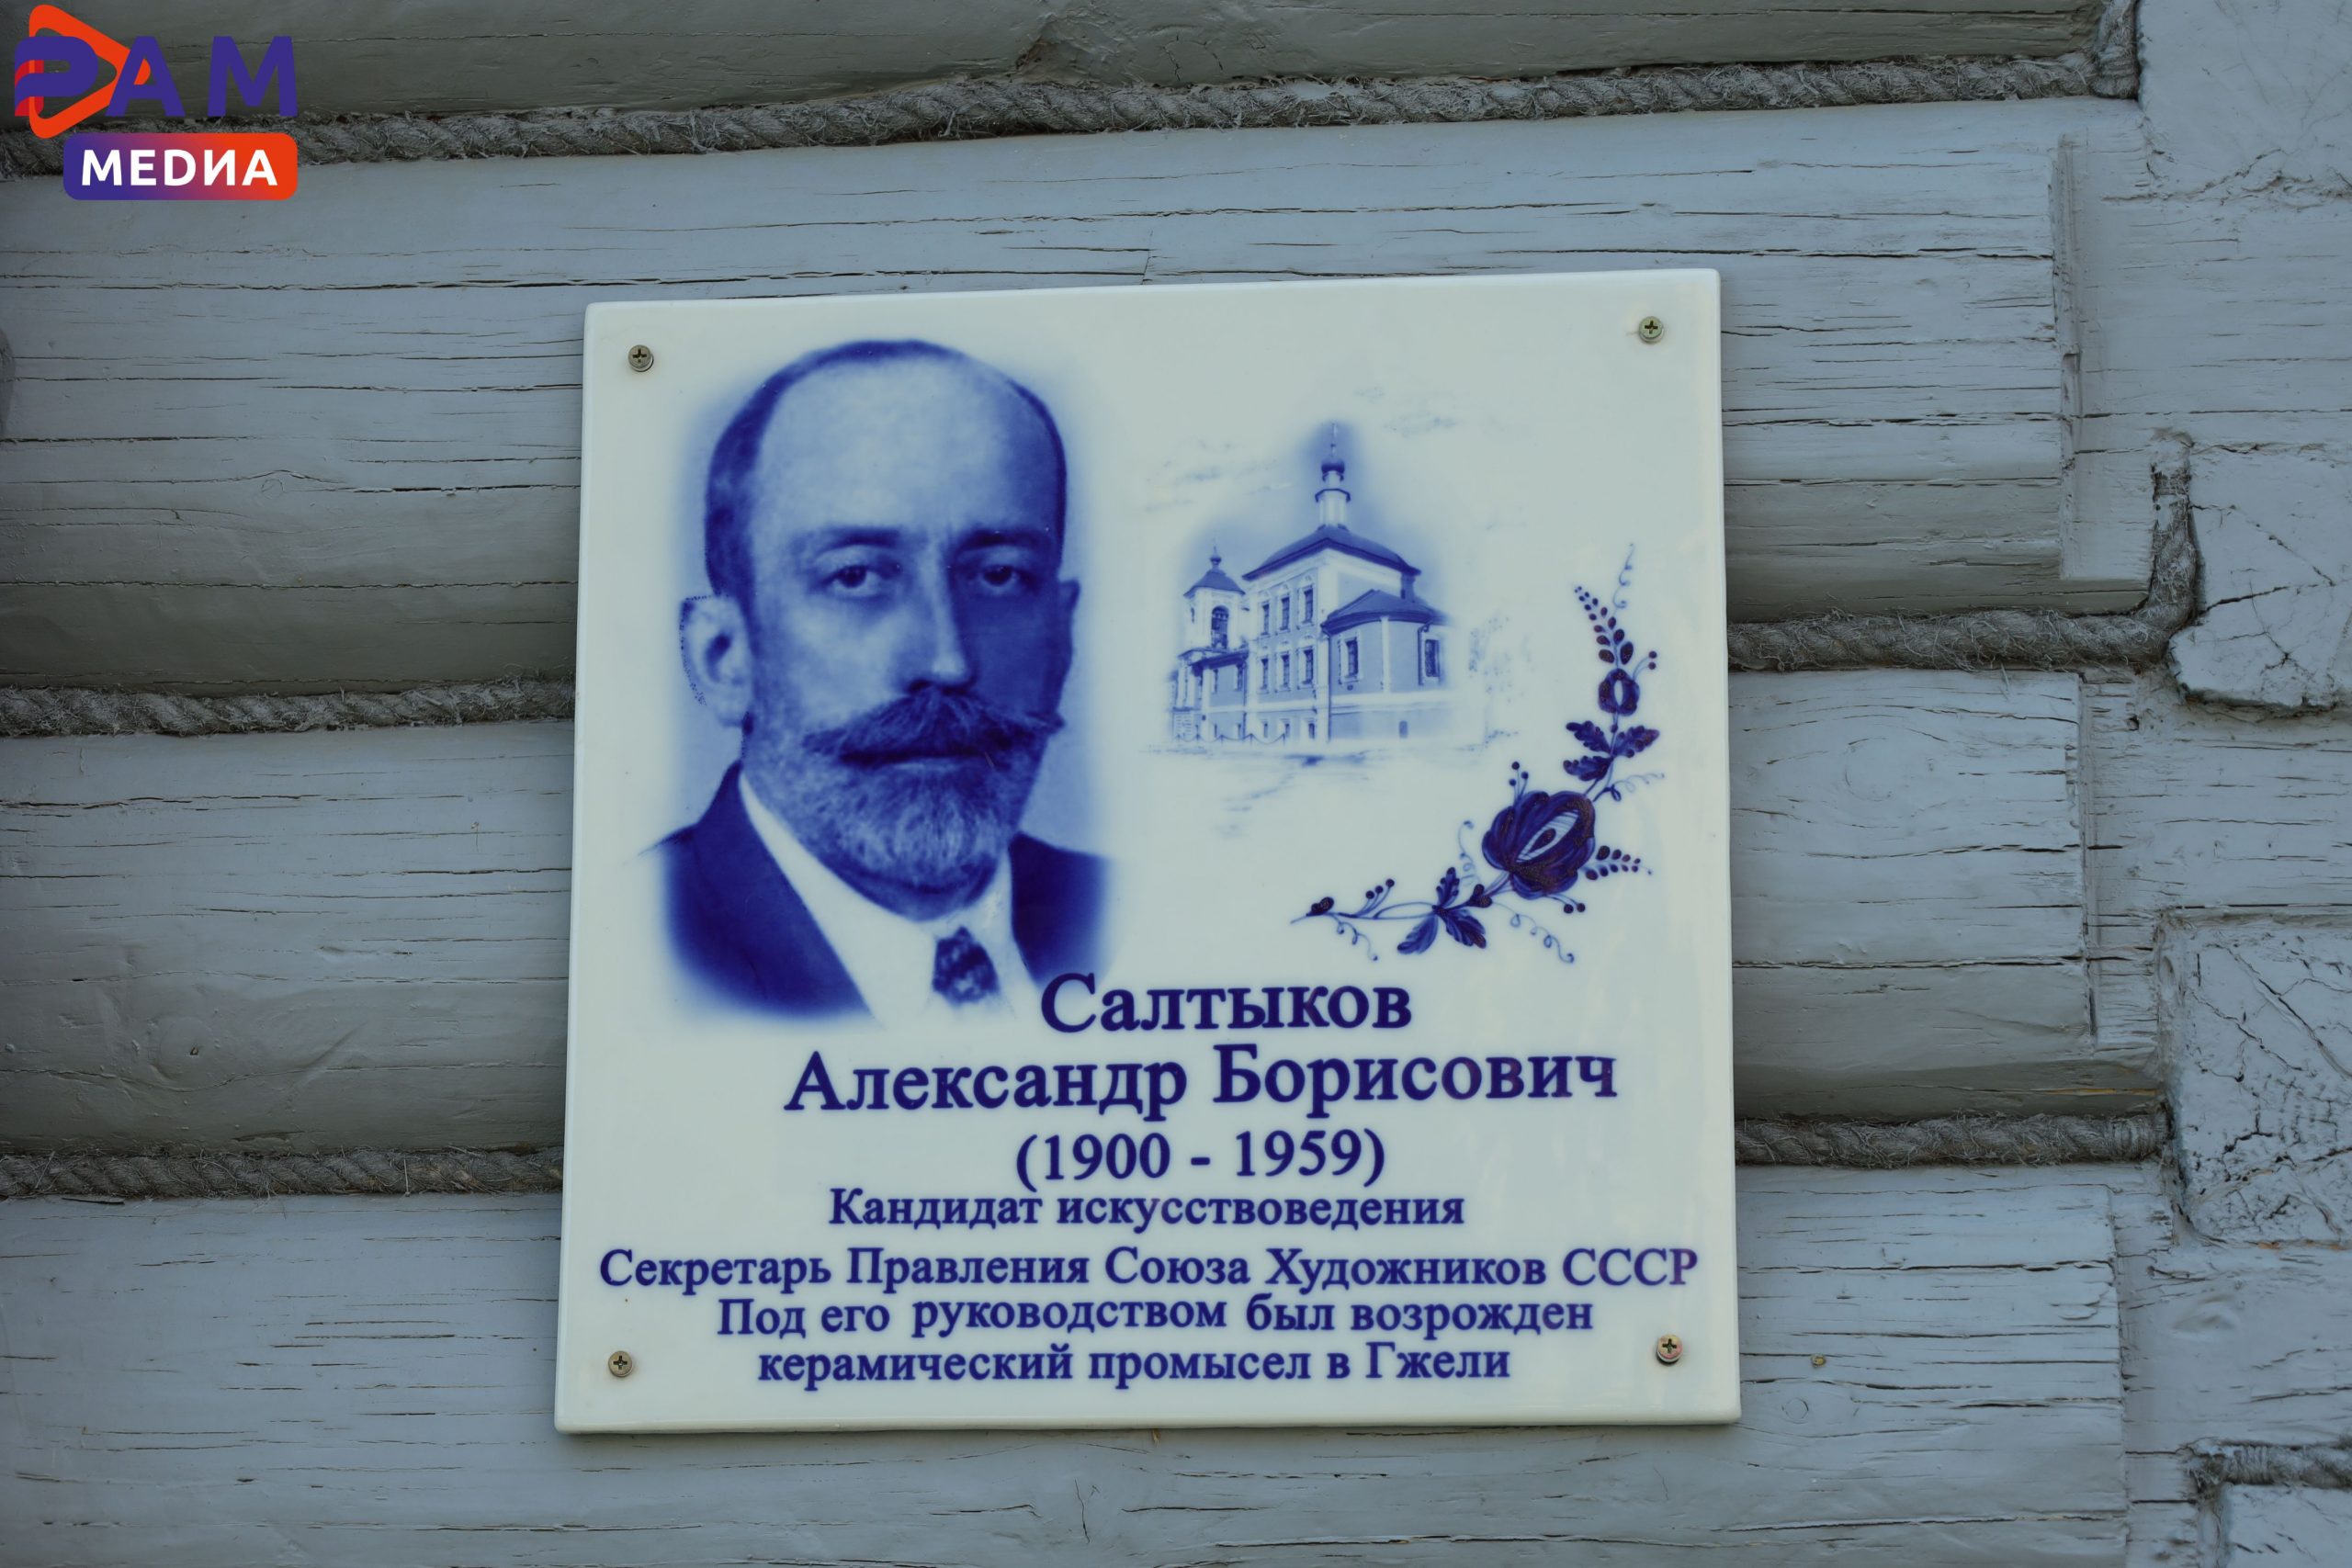 РАМ
МЕDИА
Салтыков
Александр Борисович
(1900 - 1959)
Кандидат искусствоведения
Секретарь Правления Союза Художников СССР
Под его руководством был возрожден
керамический промысел в Гжели